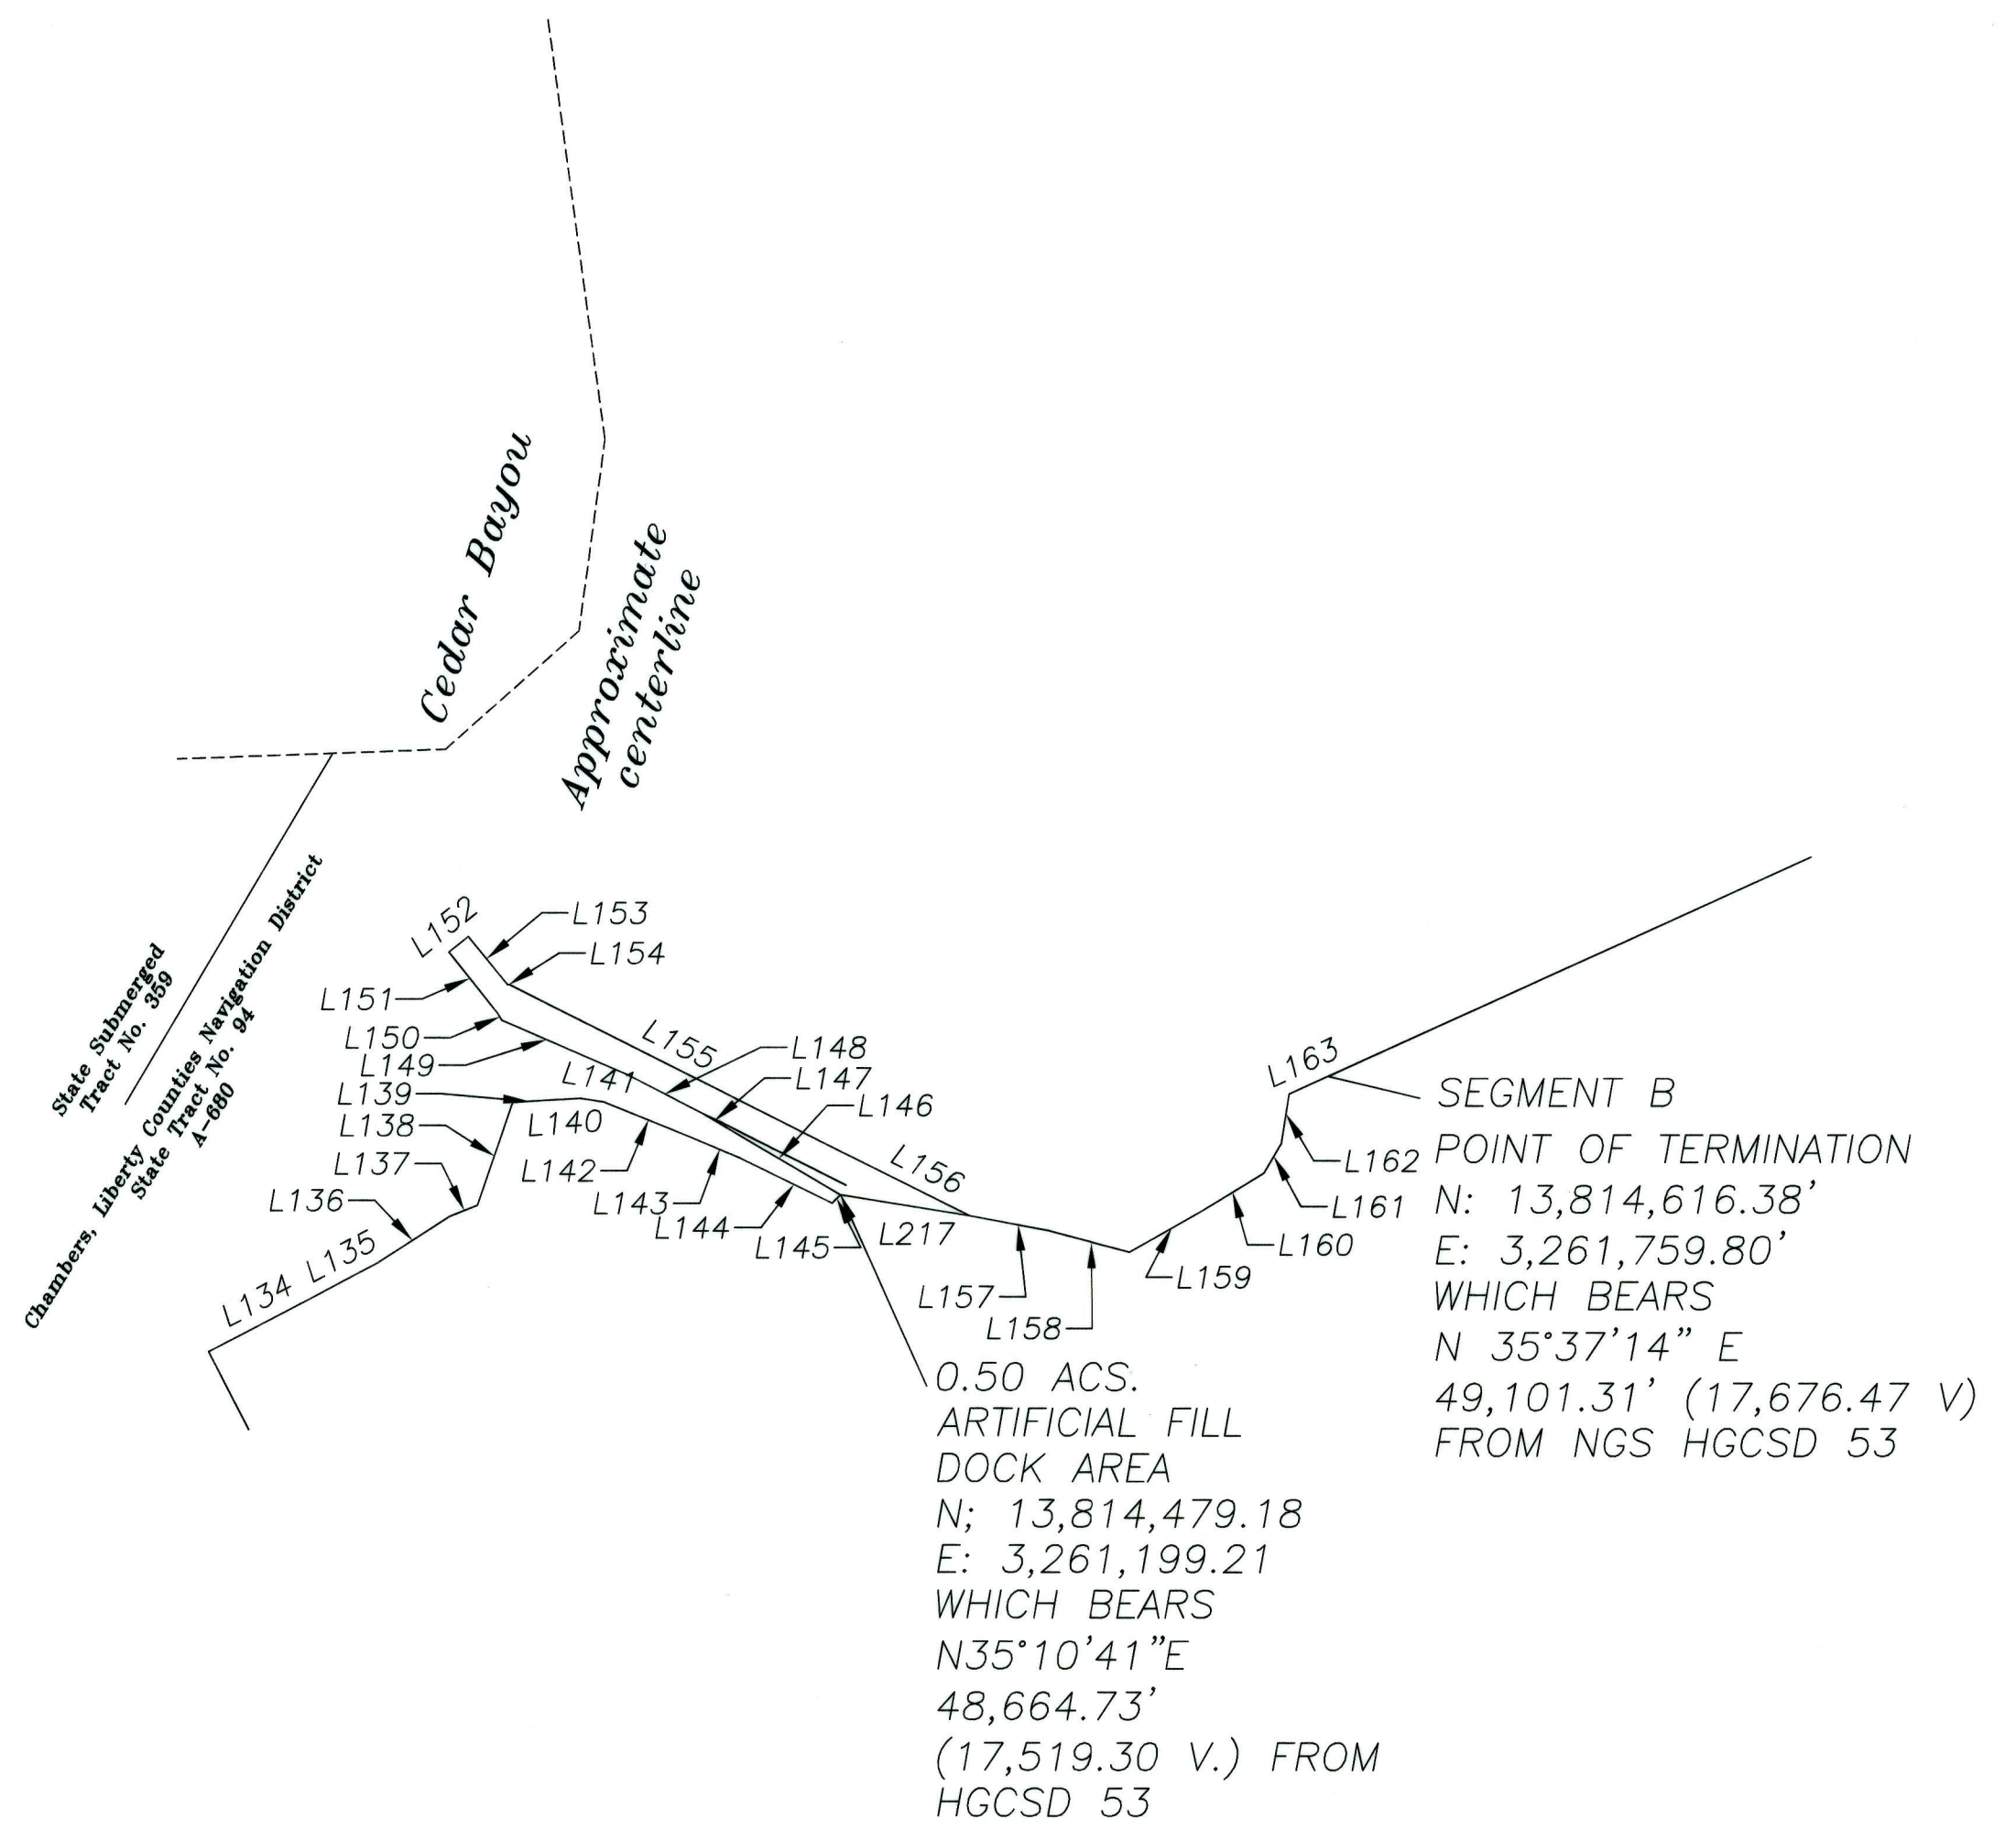 Cedar Bayou
Approximate
centerline
State Submerged
Tract No. 359
Chambers, Liberty Counties Navigation District
State Tract No. 94
A-680
L152
L153
L154
L151
L150
L149
L155
L148
L147
L146
L141
L139
L140
L138
L137
L142
L143
L144
L145
L136
L135
L134
L156
L217
L157
L158
L159
L160
L161
L162
L163
SEGMENT B
POINT OF TERMINATION
N: 13,814,616.38'
E: 3,261,759.80'
WHICH BEARS
N 35°37'14" E
49,101.31' (17,676.47 V)
FROM NGS HGCSD 53
0.50 ACS.
ARTIFICIAL FILL
DOCK AREA
N; 13,814,479.18
E: 3,261,199.21
WHICH BEARS
N35°10'41"E
48,664.73'
(17,519.30 V.) FROM
HGCSD 53